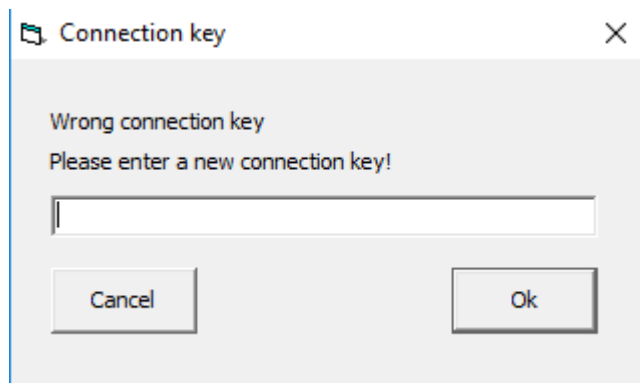 Connection key
Wrong connection key
Please enter a new connection key!
Cancel
Ok